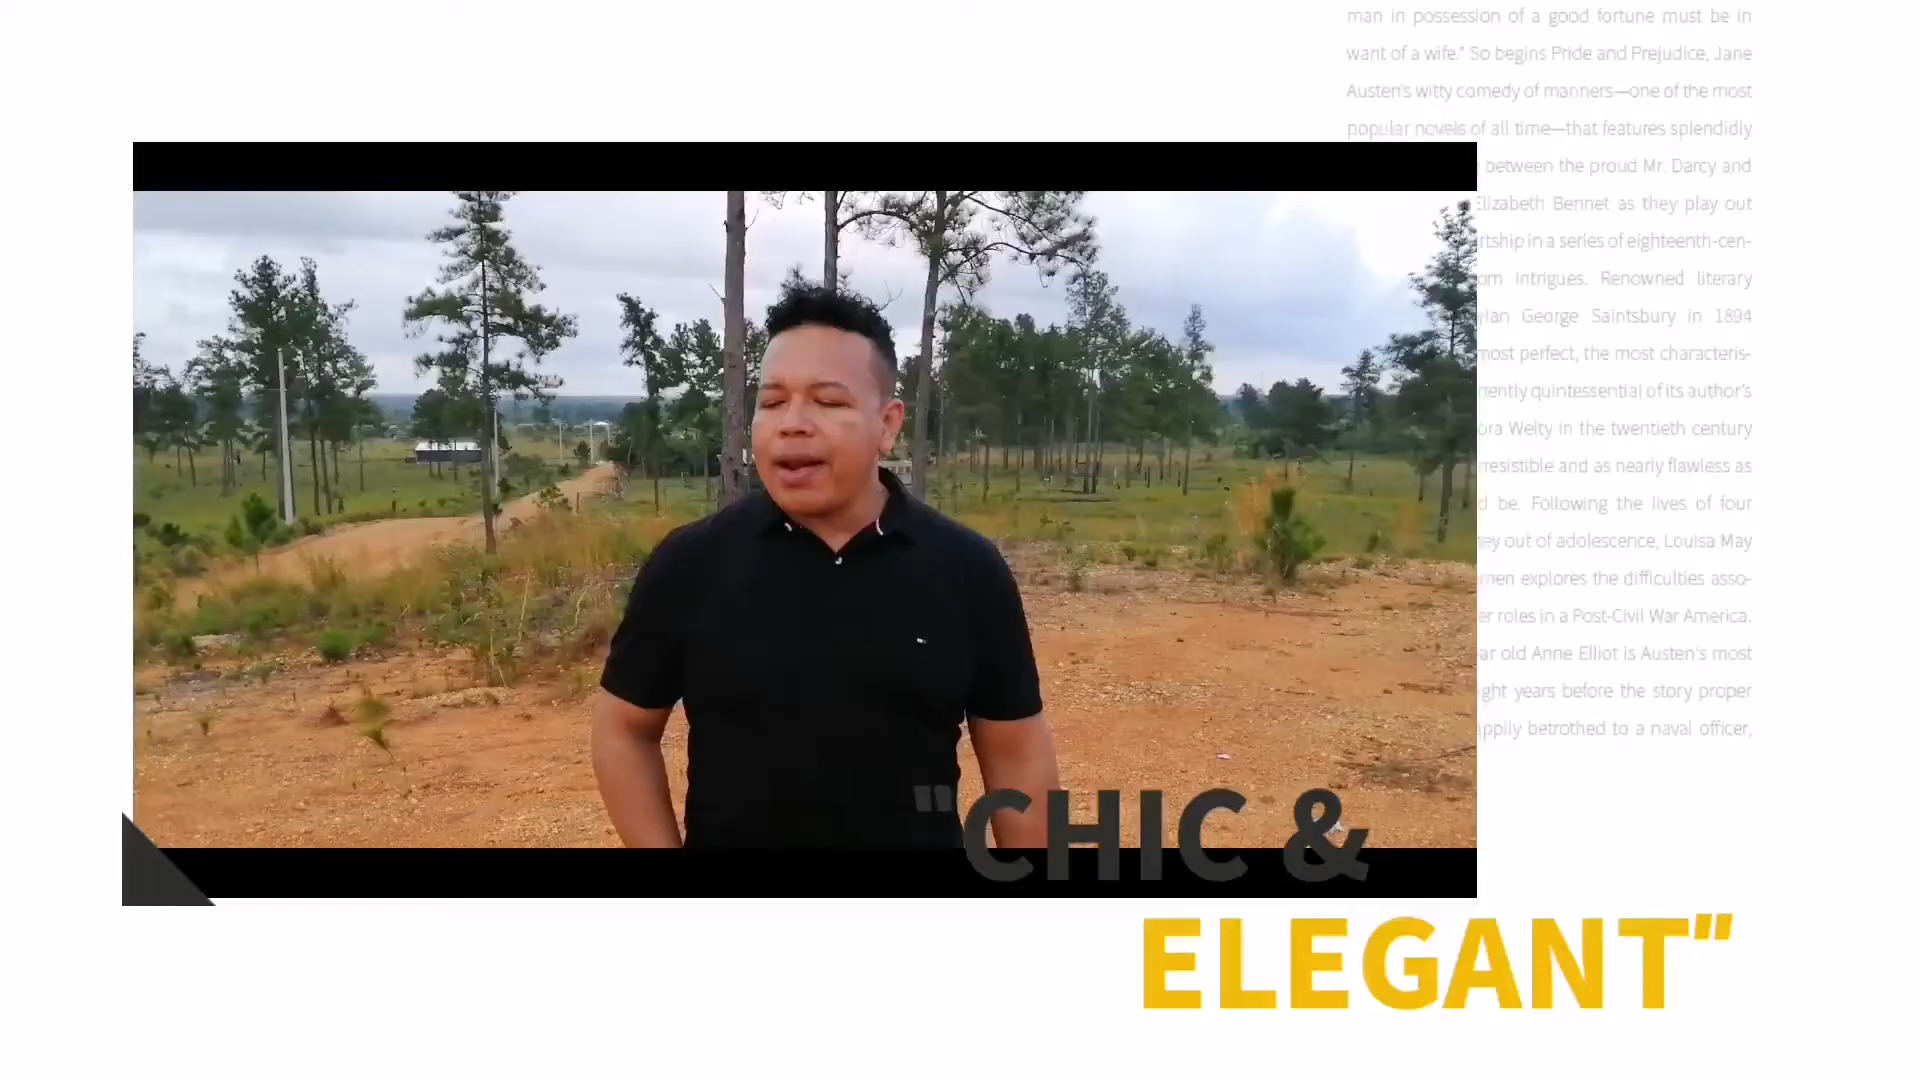 man in possession of a good fortune must be in
want of a wife." So begins Pride and Prejudice, Jane
Austen's witty comedy of manners—one of the most
popular novels of all time—that features splendidly
between the proud Mr. Darcy and
Elizabeth Bennet as they play out
in a series of eighteenth-cen-
intrigues. Renowned literary
George Saintsbury in 1894
most perfect, the most characteris-
quintessential of its author's
Welty in the twentieth century
and as nearly flawless as
be. Following the lives of four
out of adolescence, Louisa May
explores the difficulties asso-
roles in a Post-Civil War America.
old Anne Elliot is Austen's most
years before the story proper
betrothed to a naval officer,
"CHIC &
ELEGANT"